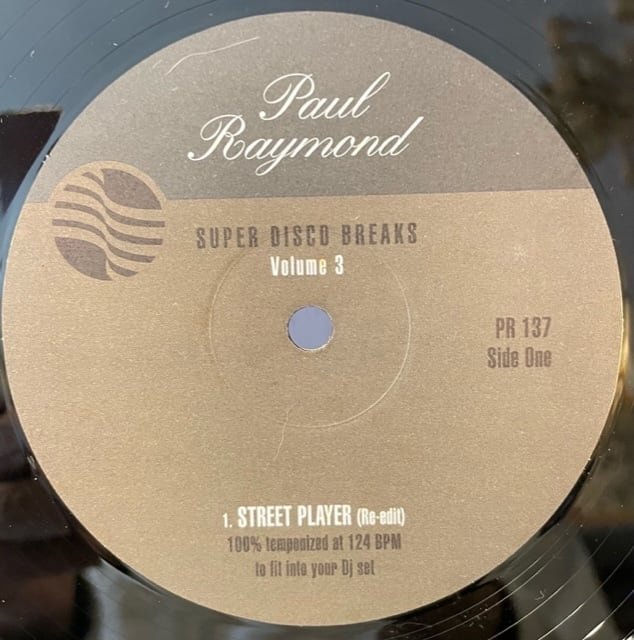 Paul
Raymond
SUPER DISCO BREAKS
Volume 3
PR 137
Side One
1. STREET PLAYER (Re-edit)
100% temponized at 124 BPM
to fit into your Dj set